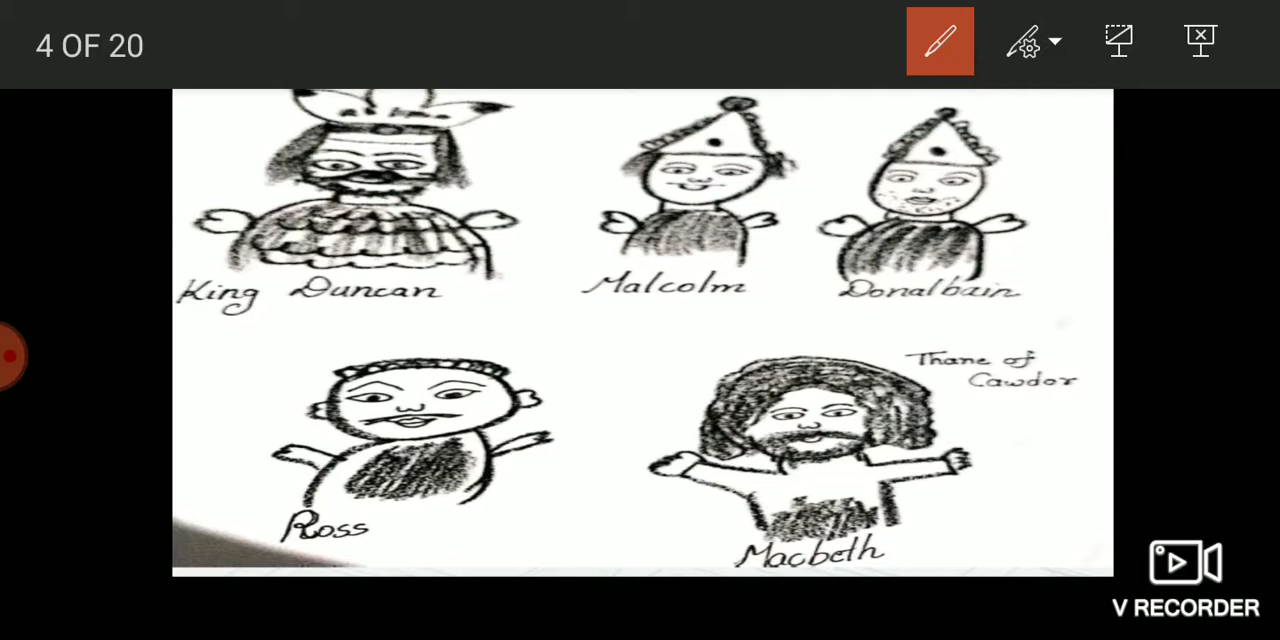 4 OF 20
King Duncan
Malcolm
Donalbain
Thane of
Cawdor
Ross
Macbeth
V RECORDER